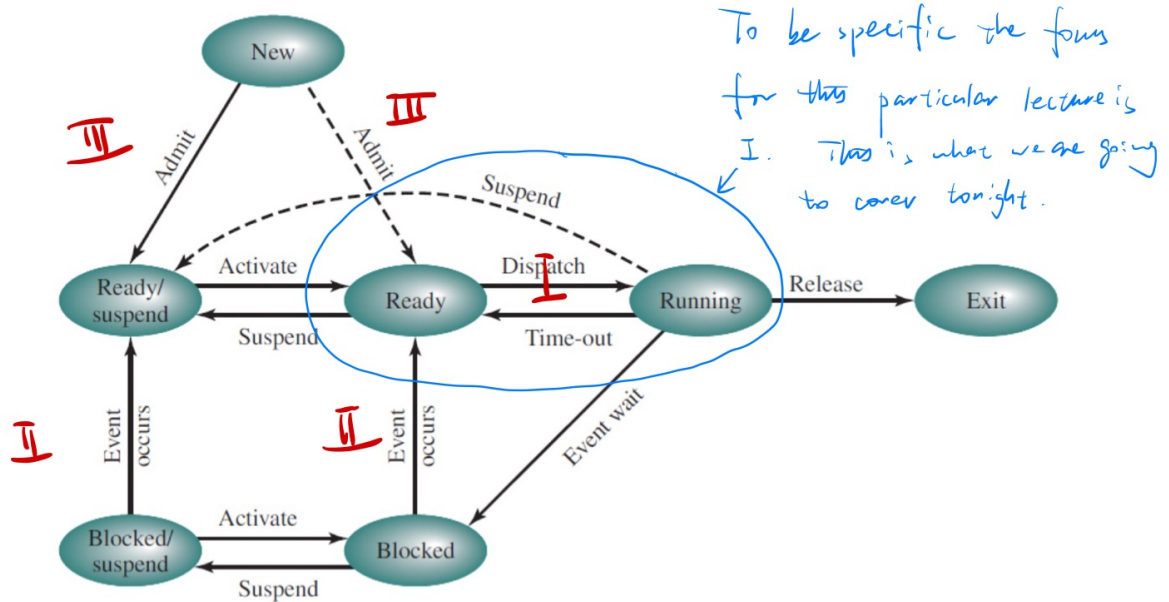 To be specific the focus
for this particular lecture is
I. This is what we are going
to cover tonight.
New
III
III
Admit
Admit
Suspend
Ready/
suspend
Activate
Suspend
Ready
Dispatch
I
Time-out
Running
Release
Exit
II
Event
occurs
II
Event
occurs
Event wait
Blocked/
suspend
Activate
Suspend
Blocked